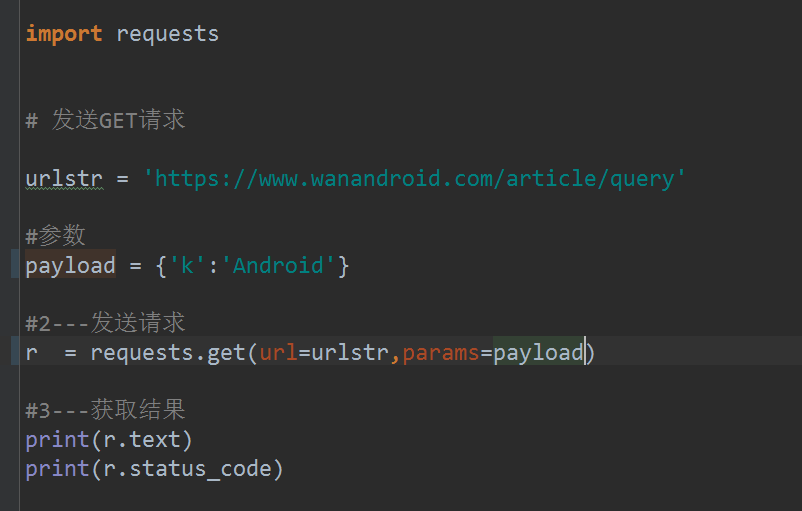 import requests
# 发送GET请求
urlstr = 'https://www.wanandroid.com/article/query'
#参数
payload = {'k':'Android'}
#2---发送请求
r  = requests.get(url=urlstr,params=payload)
#3---获取结果
print(r.text)
print(r.status_code)